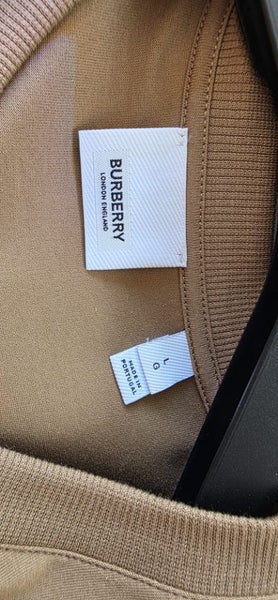 BURBERRY
LONDON ENGLAND
L
G
MADE IN
PORTUGAL